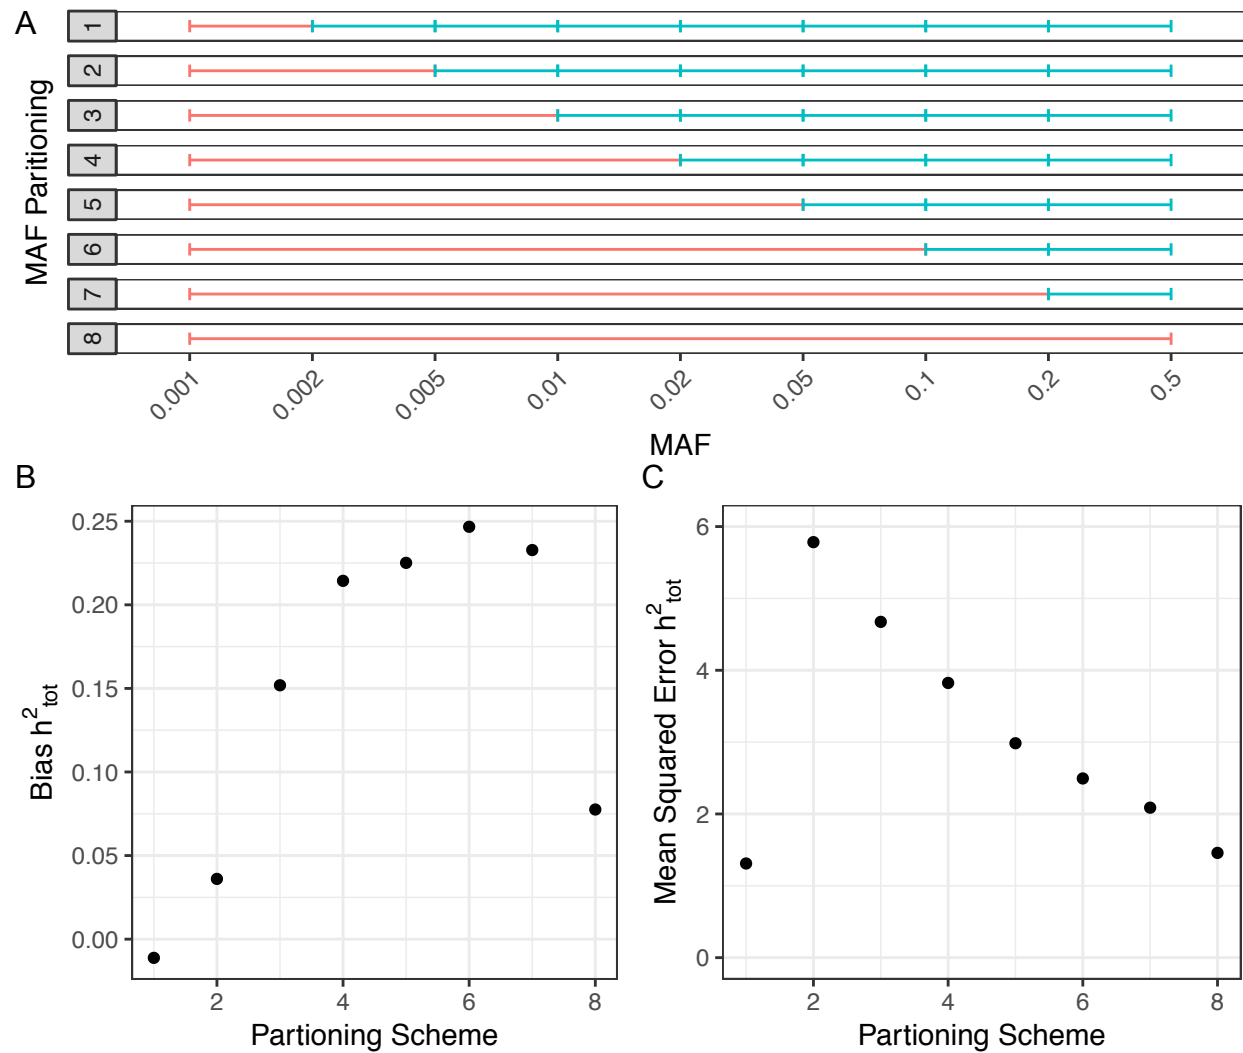 A
MAF Paritioning
1
2
3
4
5
6
7
8
0.001 0.002 0.005 0.01 0.02 0.05 0.1 0.2 0.5
MAF
B
Bias h²tot
0.25
0.20
0.15
0.10
0.05
0.00
2 4 6 8
Partioning Scheme
C
Mean Squared Error h²tot
6
4
2
0
2 4 6 8
Partioning Scheme